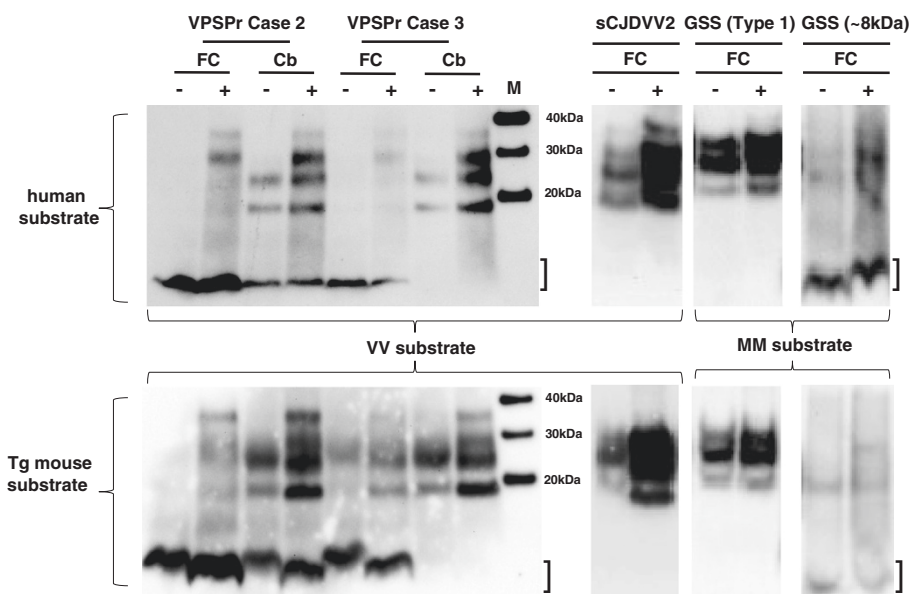 VPSPr Case 2 VPSPr Case 3 sCJDVV2 GSS (Type 1) GSS (~8kDa)
FC Cb FC Cb FC FC FC
- + - + - + - + M - + - + - +
40kDa
30kDa
20kDa
human
substrate
VV substrate MM substrate
40kDa
30kDa
20kDa
Tg mouse
substrate